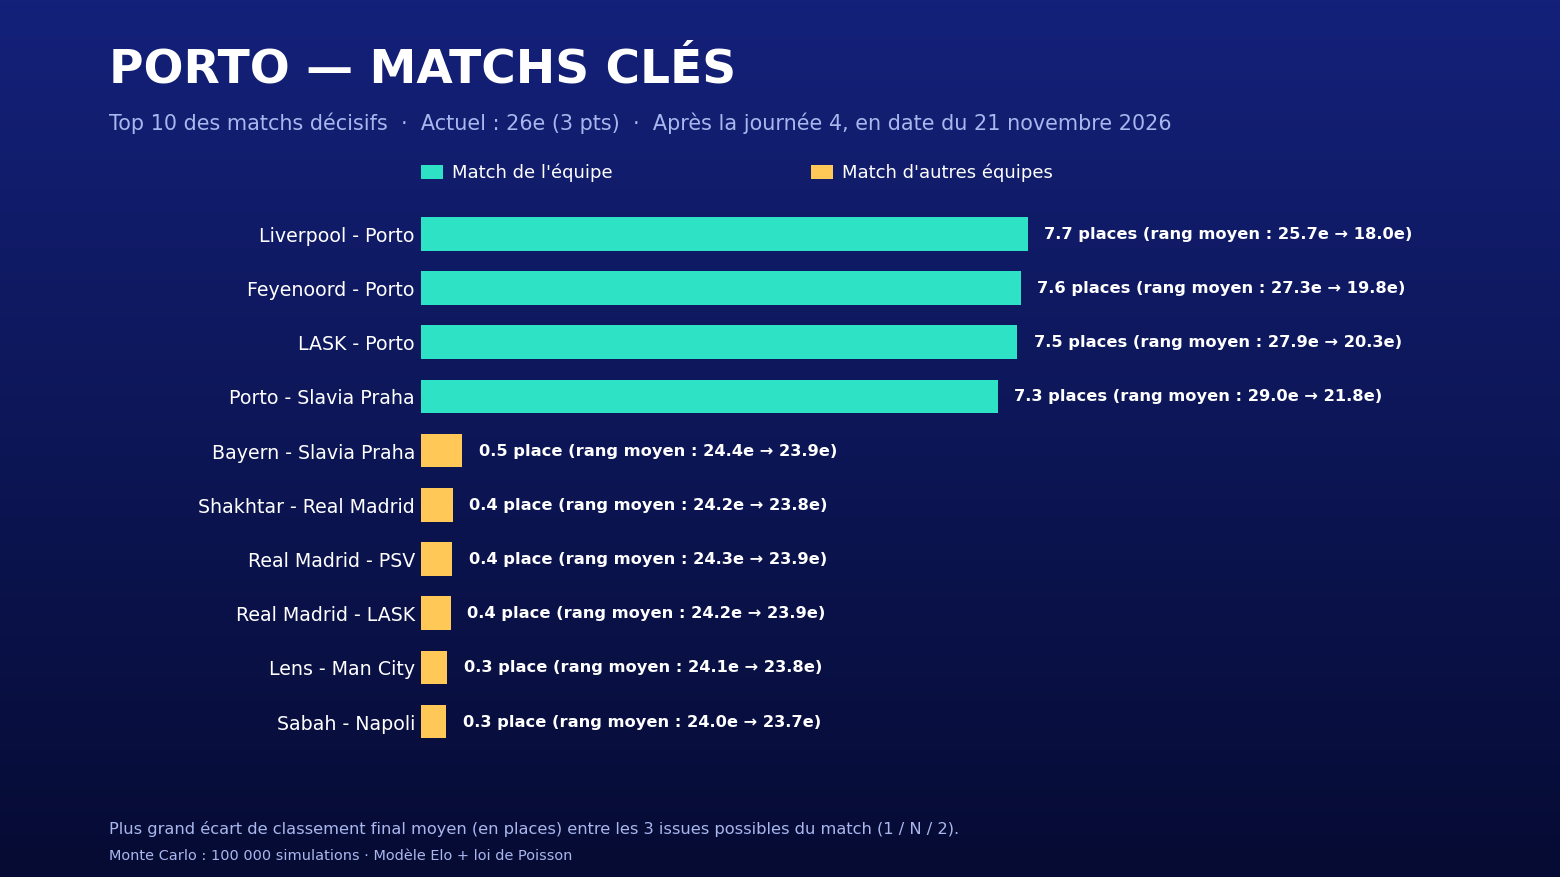 PORTO — MATCHS CLÉS
Top 10 des matchs décisifs · Actuel : 26e (3 pts) · Après la journée 4, en date du 21 novembre 2026
Match de l'équipe
Match d'autres équipes
Liverpool - Porto 7.7 places (rang moyen : 25.7e → 18.0e)
Feyenoord - Porto 7.6 places (rang moyen : 27.3e → 19.8e)
LASK - Porto 7.5 places (rang moyen : 27.9e → 20.3e)
Porto - Slavia Praha 7.3 places (rang moyen : 29.0e → 21.8e)
Bayern - Slavia Praha 0.5 place (rang moyen : 24.4e → 23.9e)
Shakhtar - Real Madrid 0.4 place (rang moyen : 24.2e → 23.8e)
Real Madrid - PSV 0.4 place (rang moyen : 24.3e → 23.9e)
Real Madrid - LASK 0.4 place (rang moyen : 24.2e → 23.9e)
Lens - Man City 0.3 place (rang moyen : 24.1e → 23.8e)
Sabah - Napoli 0.3 place (rang moyen : 24.0e → 23.7e)
Plus grand écart de classement final moyen (en places) entre les 3 issues possibles du match (1 / N / 2).
Monte Carlo : 100 000 simulations · Modèle Elo + loi de Poisson